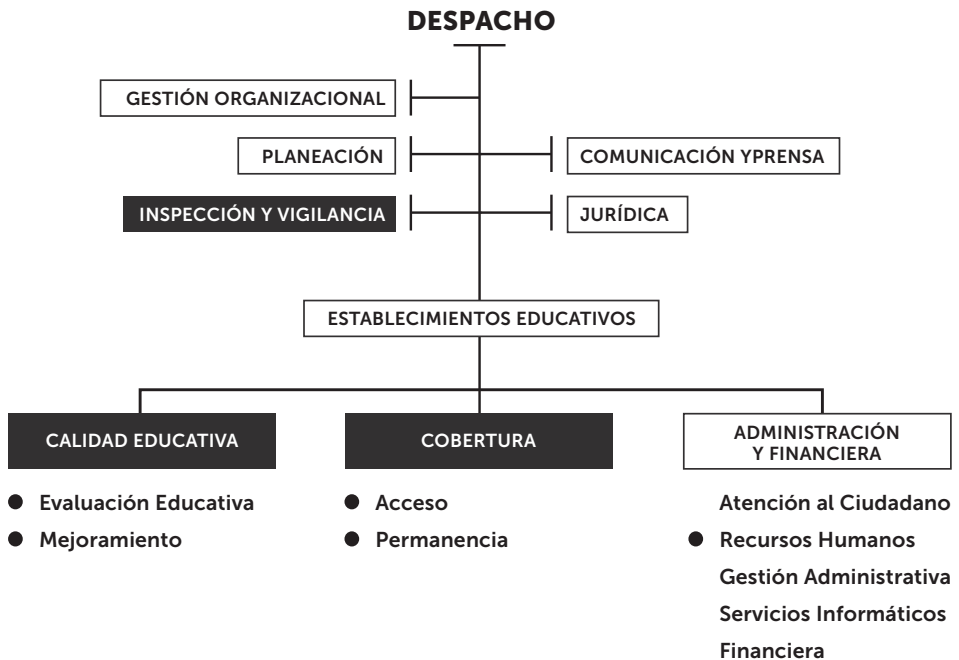 DESPACHO
GESTIÓN ORGANIZACIONAL
PLANEACIÓN
COMUNICACIÓN YPRENSA
INSPECCIÓN Y VIGILANCIA
JURÍDICA
ESTABLECIMIENTOS EDUCATIVOS
CALIDAD EDUCATIVA
● Evaluación Educativa
● Mejoramiento
COBERTURA
● Acceso
● Permanencia
ADMINISTRACIÓN
Y FINANCIERA
Atención al Ciudadano
● Recursos Humanos
Gestión Administrativa
Servicios Informáticos
Financiera